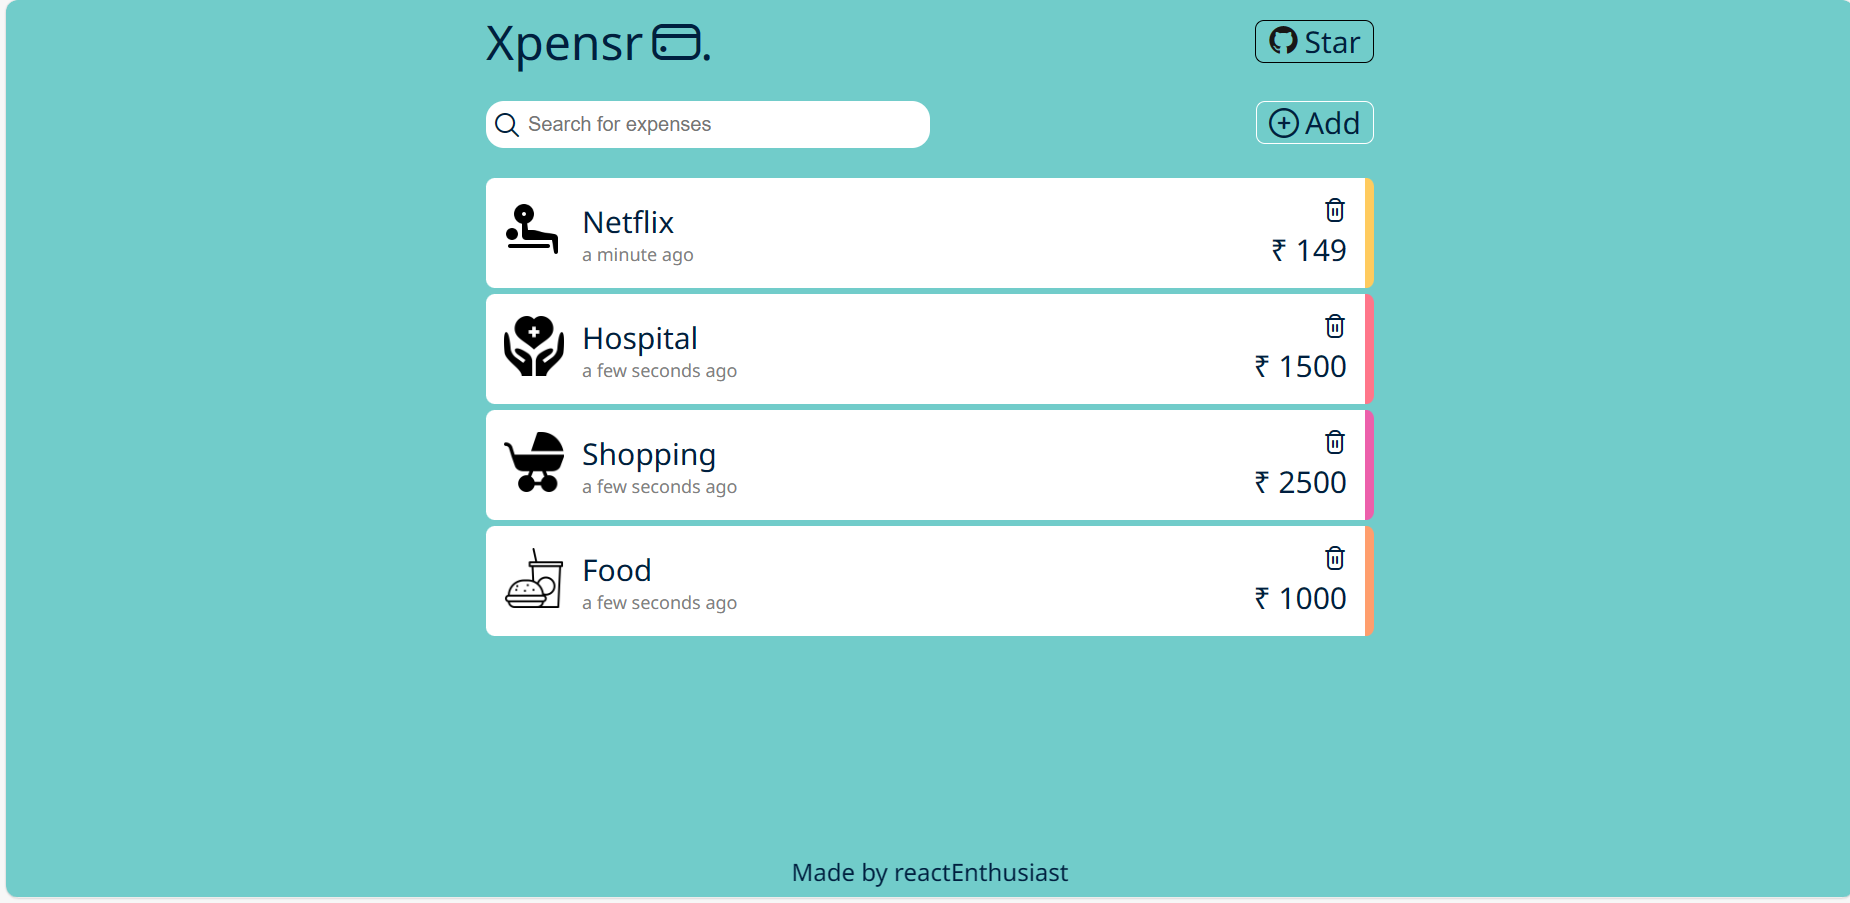 Xpensr .
Star
Search for expenses
Add
Netflix
a minute ago
₹ 149
Hospital
a few seconds ago
₹ 1500
Shopping
a few seconds ago
₹ 2500
Food
a few seconds ago
₹ 1000
Made by reactEnthusiast